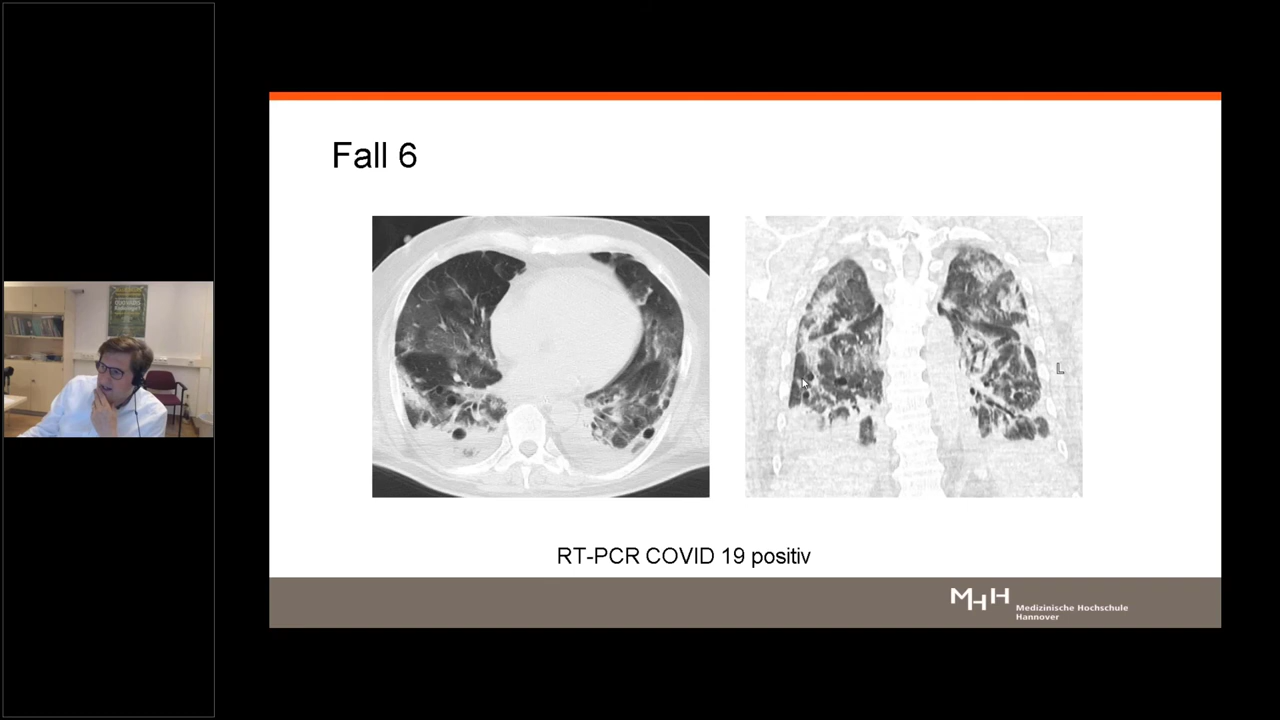 Fall 6
L
RT-PCR COVID 19 positiv
MHH
Medizinische Hochschule
Hannover